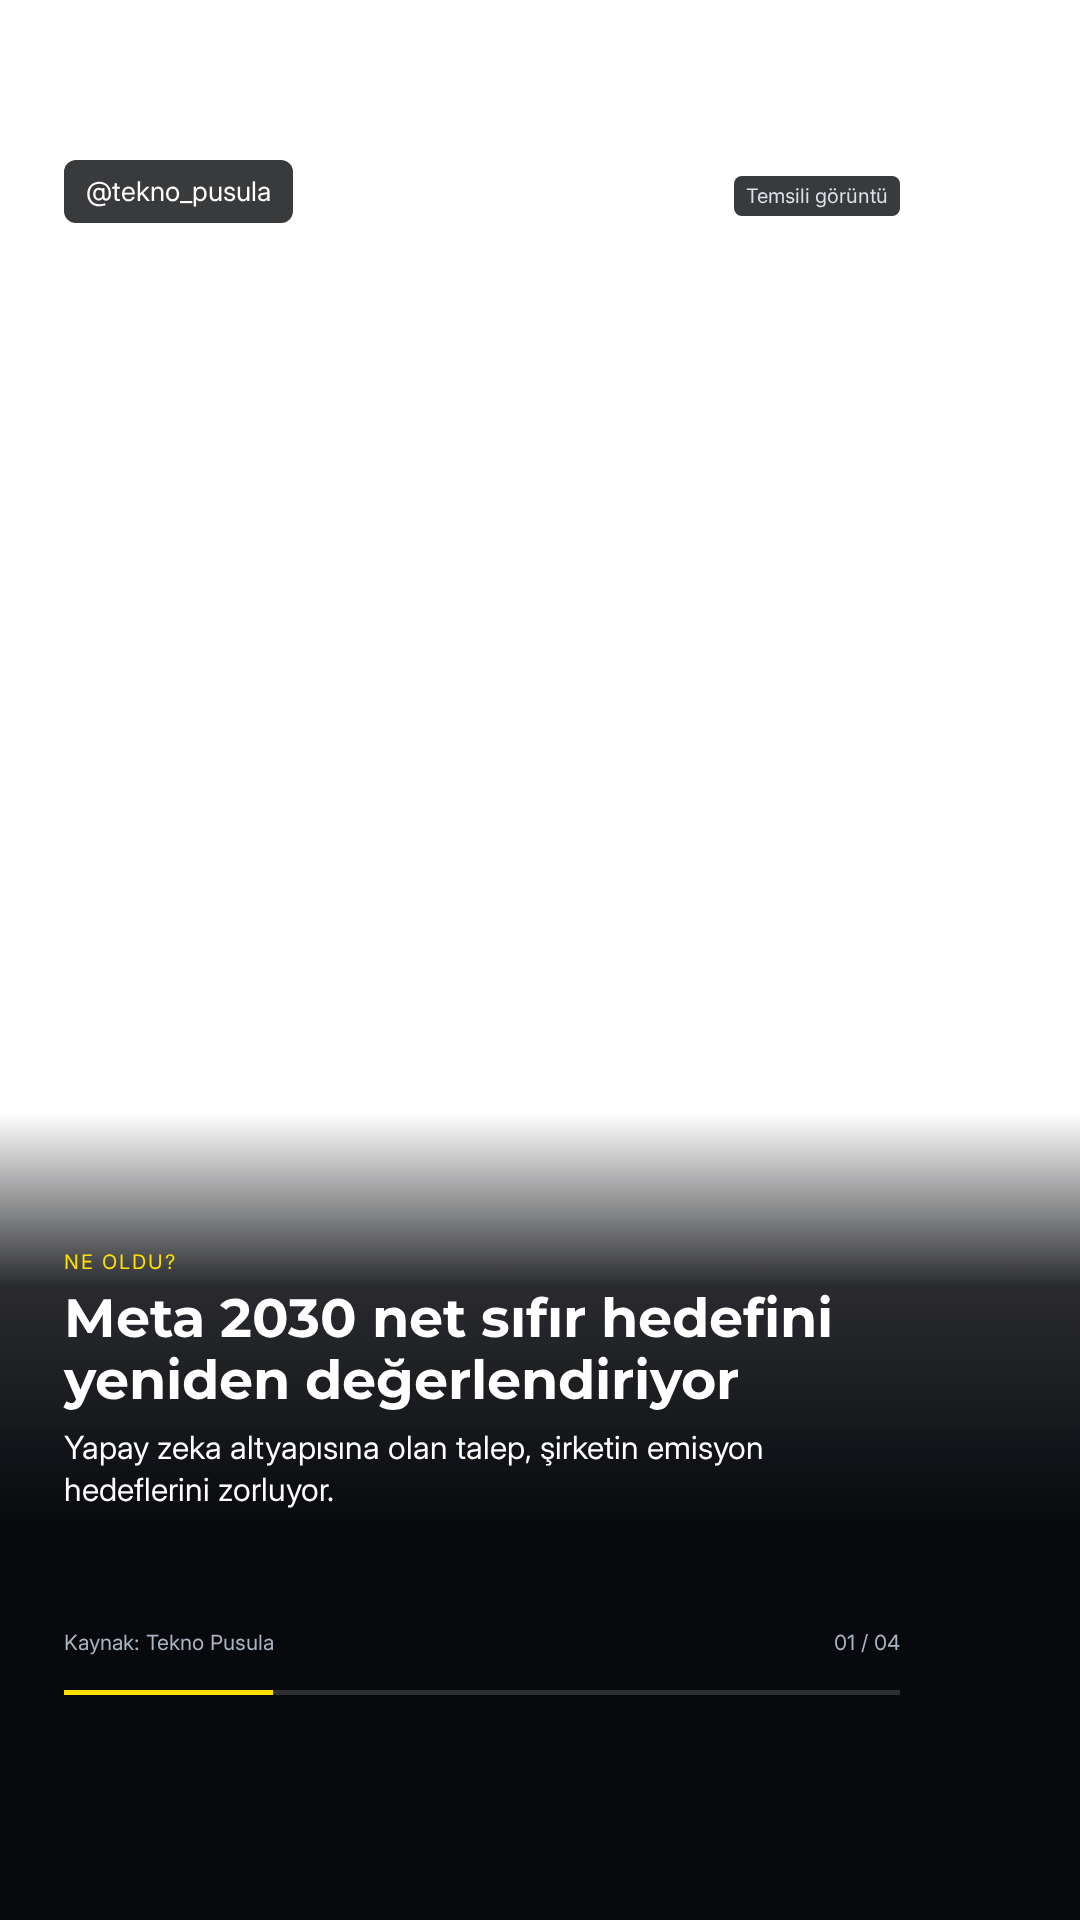 @tekno_pusula
Temsili görüntü
NE OLDU?
Meta 2030 net sıfır hedefini
yeniden değerlendiriyor
Yapay zeka altyapısına olan talep, şirketin emisyon
hedeflerini zorluyor.
Kaynak: Tekno Pusula
01 / 04